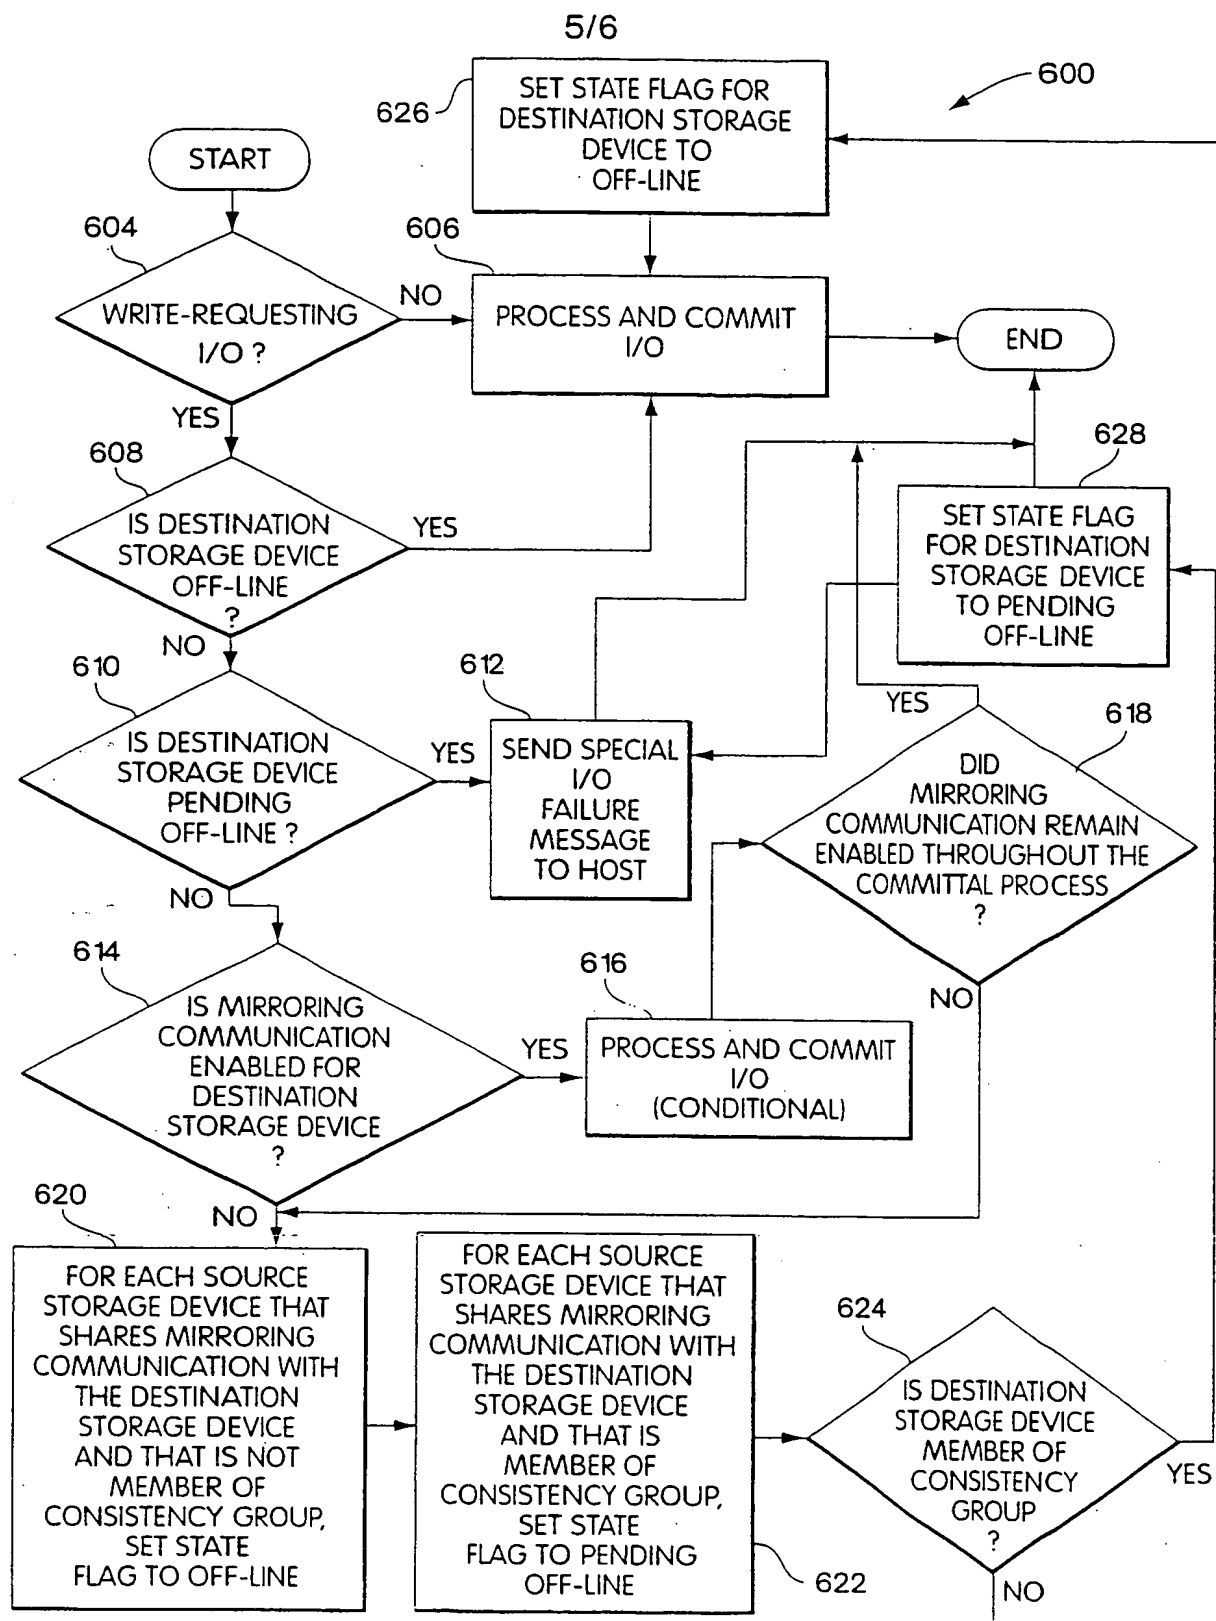 5/6
600
626
SET STATE FLAG FOR
DESTINATION STORAGE
DEVICE TO
OFF-LINE
START
604
WRITE-REQUESTING
I/O ?
NO
YES
606
PROCESS AND COMMIT
I/O
END
608
IS DESTINATION
STORAGE DEVICE
OFF-LINE
?
YES
NO
628
SET STATE FLAG
FOR DESTINATION
STORAGE DEVICE
TO PENDING
OFF-LINE
610
IS DESTINATION
STORAGE DEVICE
PENDING
OFF-LINE ?
YES
NO
612
SEND SPECIAL
I/O
FAILURE
MESSAGE
TO HOST
YES
618
DID
MIRRORING
COMMUNICATION REMAIN
ENABLED THROUGHOUT THE
COMMITTAL PROCESS
?
NO
614
IS MIRRORING
COMMUNICATION
ENABLED FOR
DESTINATION
STORAGE DEVICE
?
YES
NO
616
PROCESS AND COMMIT
I/O
(CONDITIONAL)
620
FOR EACH SOURCE
STORAGE DEVICE THAT
SHARES MIRRORING
COMMUNICATION WITH
THE DESTINATION
STORAGE DEVICE
AND THAT IS NOT
MEMBER OF
CONSISTENCY GROUP,
SET STATE
FLAG TO OFF-LINE
FOR EACH SOURCE
STORAGE DEVICE THAT
SHARES MIRRORING
COMMUNICATION WITH
THE DESTINATION
STORAGE DEVICE
AND THAT IS
MEMBER OF
CONSISTENCY GROUP,
SET STATE
FLAG TO PENDING
OFF-LINE
622
624
IS DESTINATION
STORAGE DEVICE
MEMBER OF
CONSISTENCY
GROUP
?
YES
NO